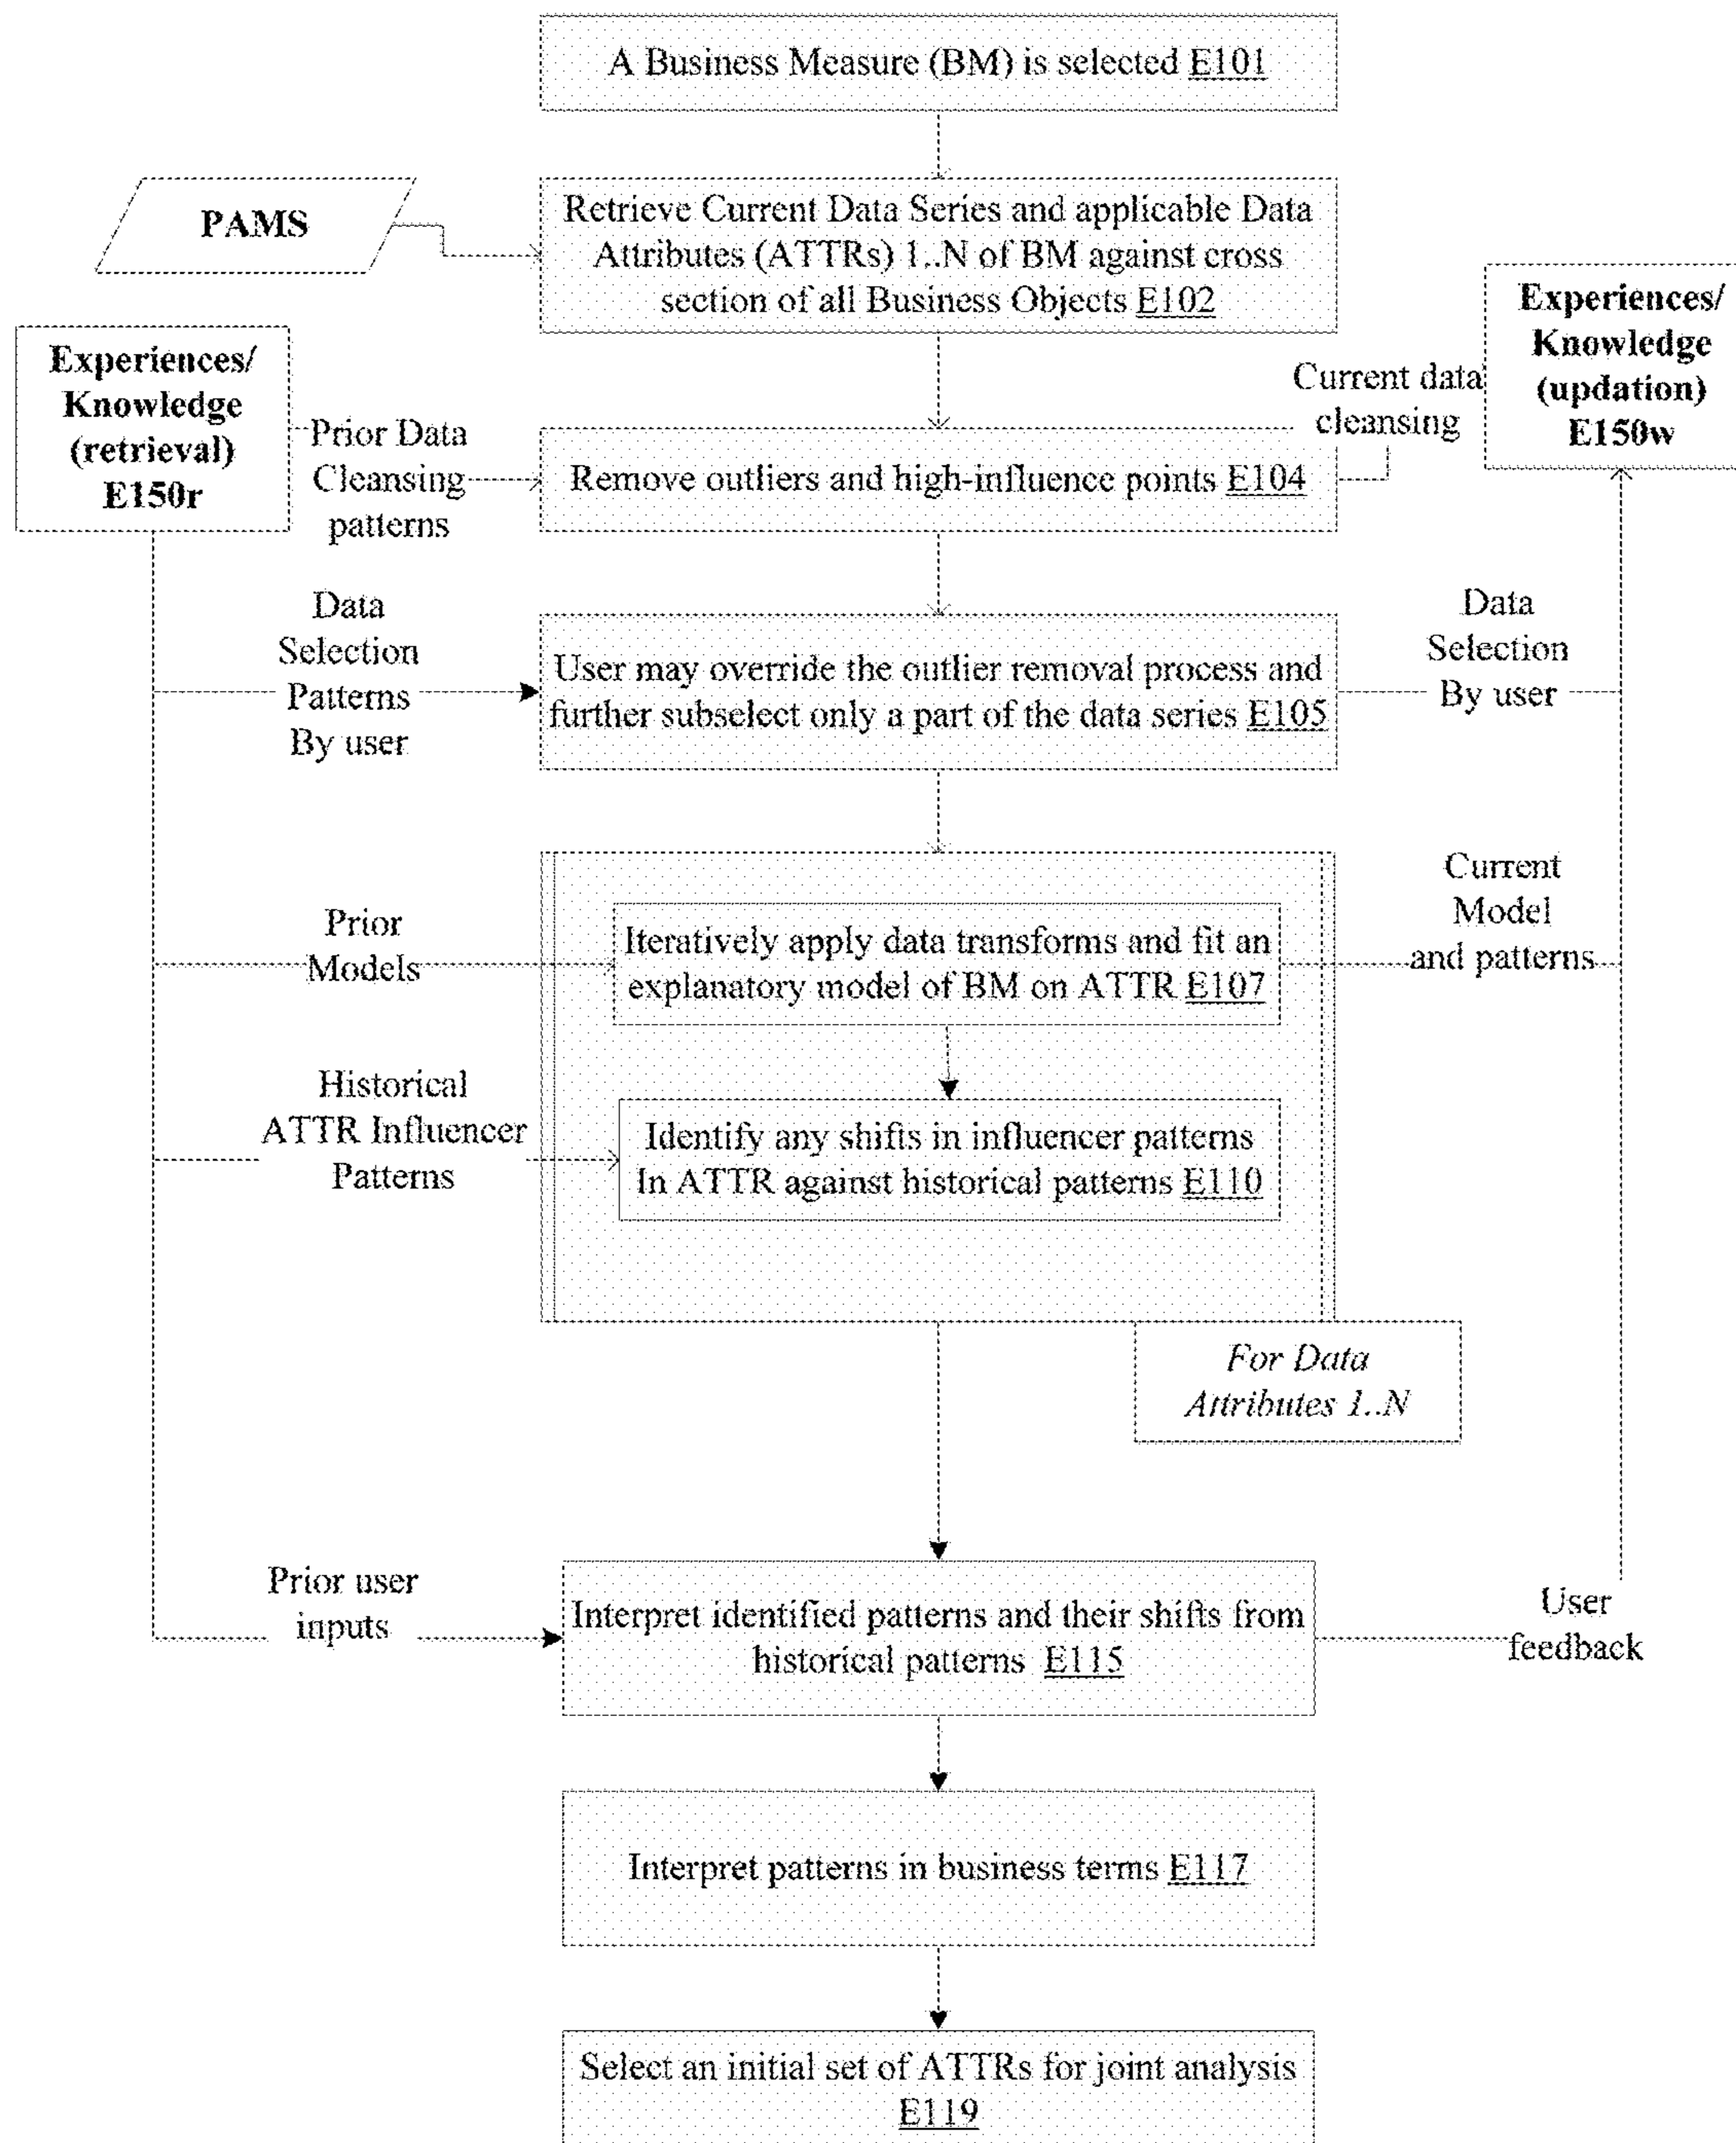 A Business Measure (BM) is selected E101
PAMS
Retrieve Current Data Series and applicable Data
Attributes (ATTRs) 1..N of BM against cross
section of all Business Objects E102
Experiences/
Knowledge
(retrieval)
E150r
Experiences/
Knowledge
(updation)
E150w
Prior Data
Cleansing
patterns
Remove outliers and high-influence points E104
Current data
cleansing
Data
Selection
Patterns
By user
User may override the outlier removal process and
further subselect only a part of the data series E105
Data
Selection
By user
Prior
Models
Iteratively apply data transforms and fit an
explanatory model of BM on ATTR E107
Current
Model
and patterns
Historical
ATTR Influencer
Patterns
Identify any shifts in influencer patterns
In ATTR against historical patterns E110
For Data
Attributes 1..N
Prior user
inputs
Interpret identified patterns and their shifts from
historical patterns E115
User
feedback
Interpret patterns in business terms E117
Select an initial set of ATTRs for joint analysis
E119